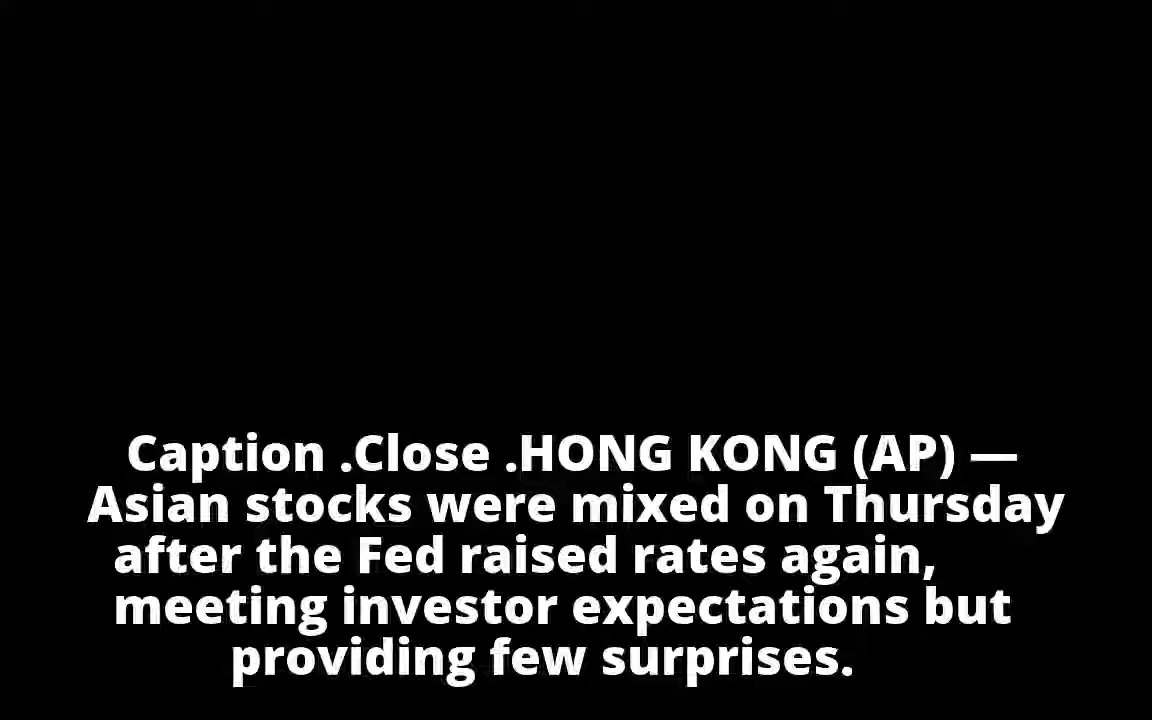 Caption .Close .HONG KONG (AP) —
Asian stocks were mixed on Thursday
after the Fed raised rates again,
meeting investor expectations but
providing few surprises.